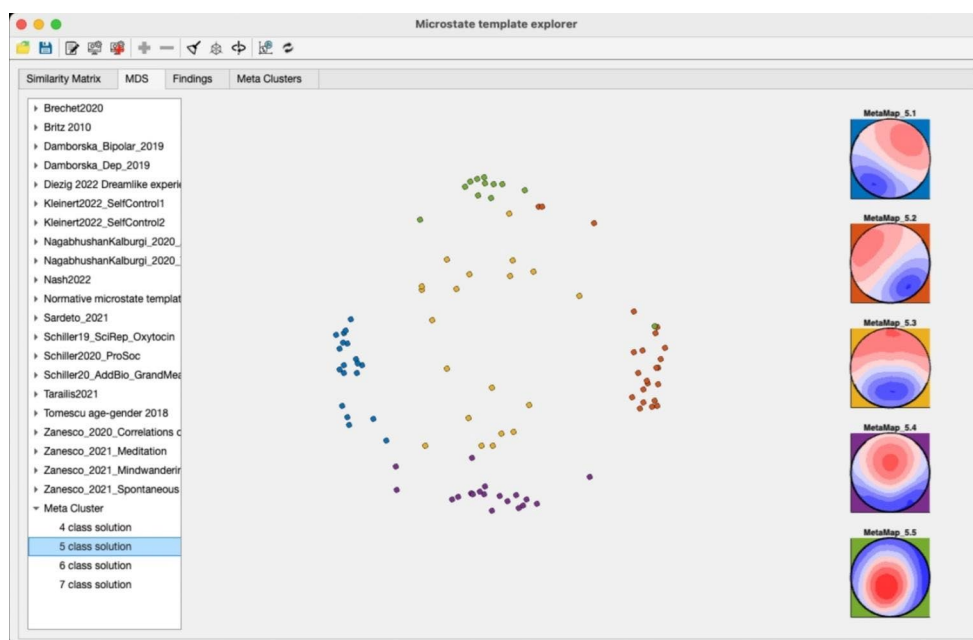 Microstate template explorer
Similarity Matrix MDS Findings Meta Clusters
Brechet2020
Britz 2010
Damborska_Bipolar_2019
Damborska_Dep_2019
Diezig 2022 Dreamlike experi
Kleinert2022_SelfControl1
Kleinert2022_SelfControl2
NagabhushanKalburgi_2020_
NagabhushanKalburgi_2020_
Nash2022
Normative microstate templat
Sardeto_2021
Schiller19_SciRep_Oxytocin
Schiller2020_ProSoc
Schiller20_AddBio_GrandMea
Tarailis2021
Tomescu age-gender 2018
Zanesco_2020_Correlations c
Zanesco_2021_Meditation
Zanesco_2021_Mindwanderin
Zanesco_2021_Spontaneous
Meta Cluster
4 class solution
5 class solution
6 class solution
7 class solution
MetaMap_5.1
MetaMap_5.2
MetaMap_5.3
MetaMap_5.4
MetaMap_5.5